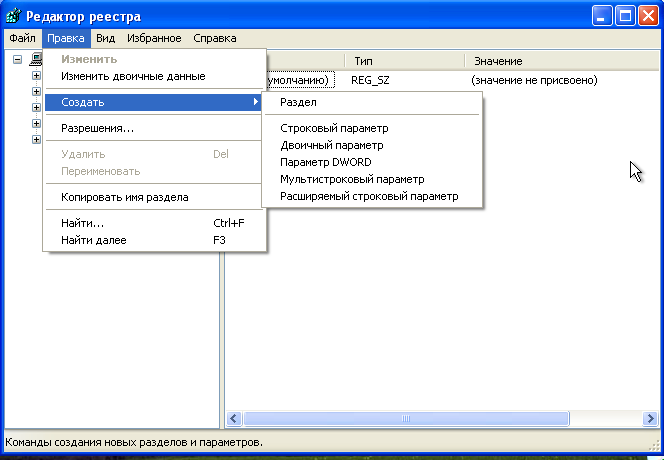 Редактор реестра
Файл Правка Вид Избранное Справка
Изменить
Изменить двоичные данные
Создать
Разрешения...
Удалить Del
Переименовать
Копировать имя раздела
Найти... Ctrl+F
Найти далее F3
Раздел
Строковый параметр
Двоичный параметр
Параметр DWORD
Мультистроковый параметр
Расширяемый строковый параметр
Тип Значение
умолчанию) REG_SZ (значение не присвоено)
Команды создания новых разделов и параметров.